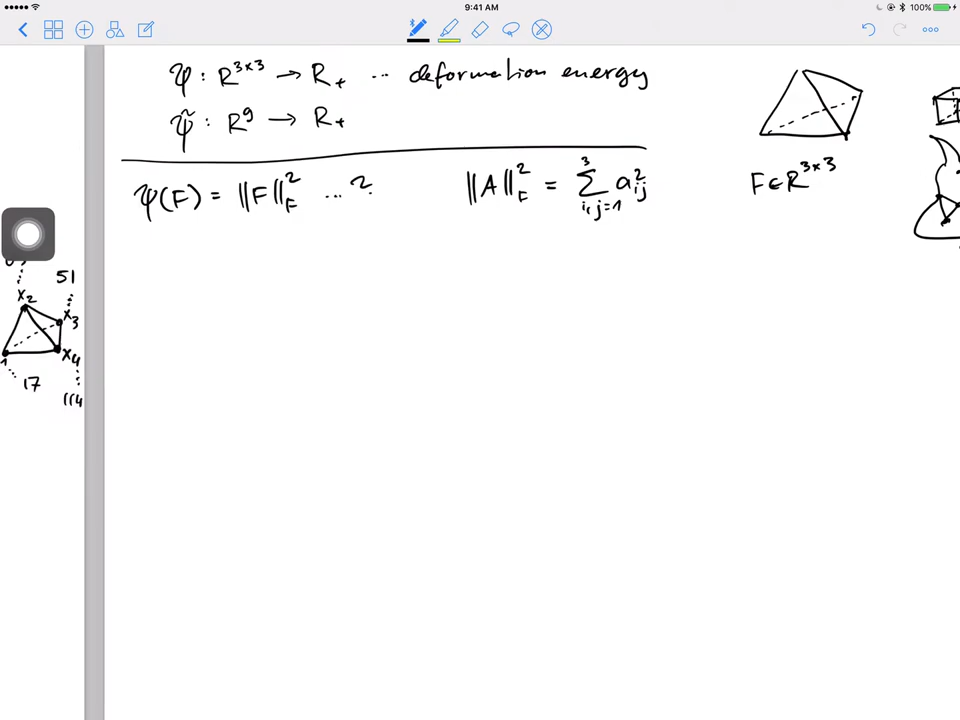 9:41 AM
100%
ψ : R^{3×3} → R_+ ... deformation energy
ψ̃ : R^9 → R_+
ψ(F) = ||F||_F^2 ... ?
||A||_F^2 = Σ_{i,j=1}^3 a_{ij}^2
F ∈ R^{3×3}
51
x_2
x_3
x_4
17
114